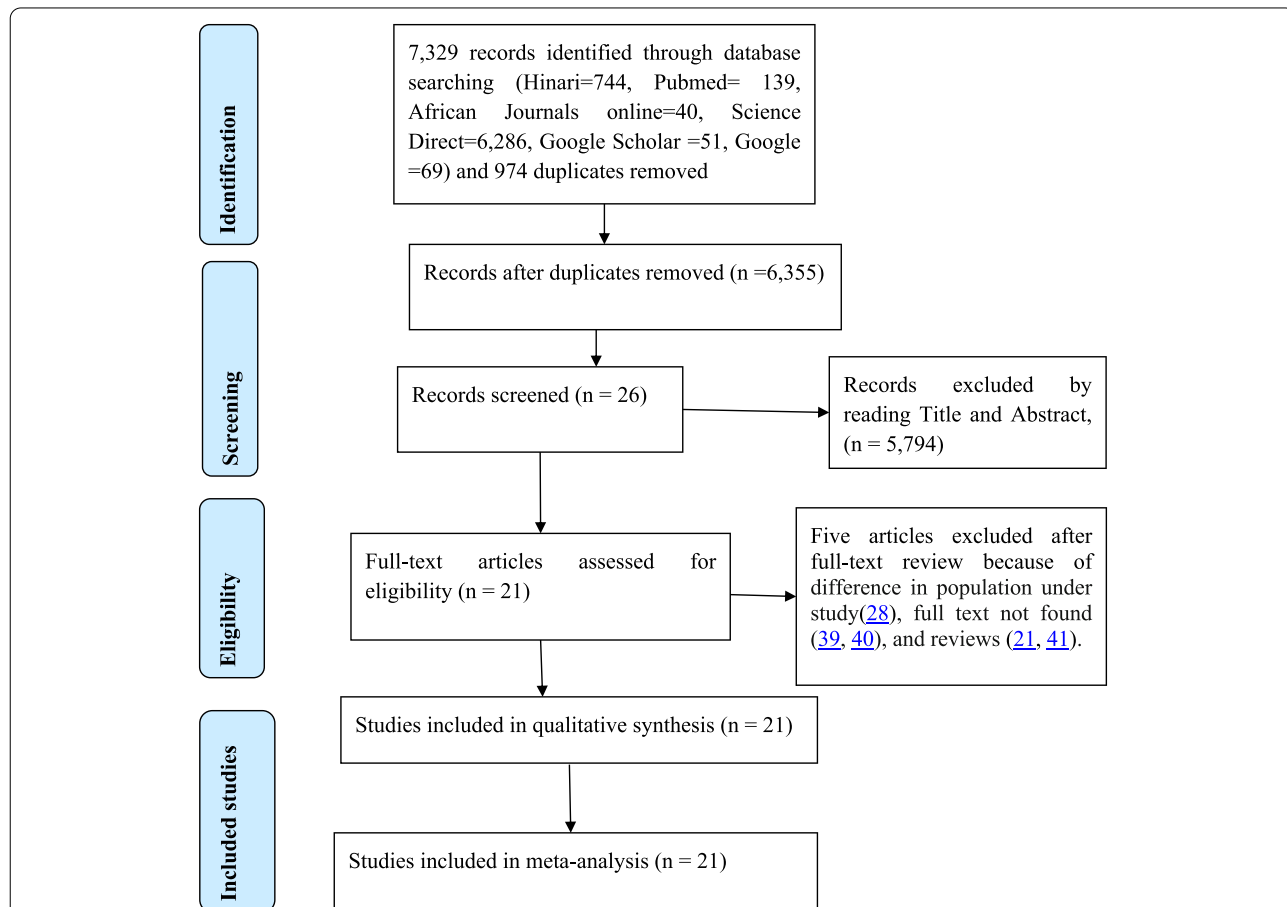 Identification
7,329 records identified through database
searching (Hinari=744, Pubmed= 139,
African Journals online=40, Science
Direct=6,286, Google Scholar =51, Google
=69) and 974 duplicates removed
Records after duplicates removed (n =6,355)
Screening
Records screened (n = 26)
Records excluded by
reading Title and Abstract,
(n = 5,794)
Eligibility
Full-text articles assessed for
eligibility (n = 21)
Five articles excluded after
full-text review because of
difference in population under
study(28), full text not found
(39, 40), and reviews (21, 41).
Included studies
Studies included in qualitative synthesis (n = 21)
Studies included in meta-analysis (n = 21)